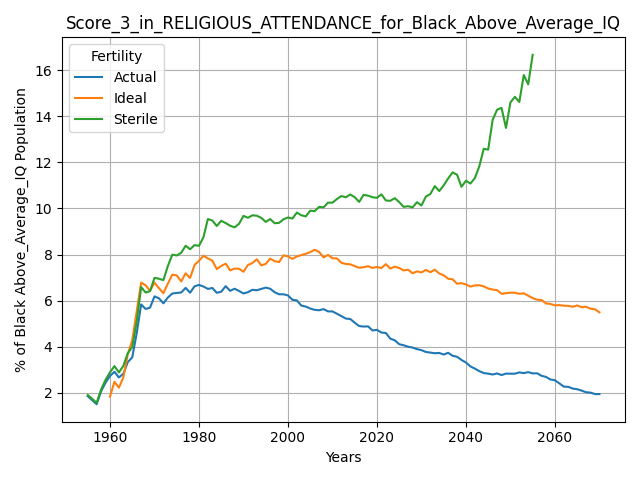 Score_3_in_RELIGIOUS_ATTENDANCE_for_Black_Above_Average_IQ
Fertility
Actual
Ideal
Sterile
% of Black Above_Average_IQ Population
16
14
12
10
8
6
4
2
1960
1980
2000
2020
2040
2060
Years